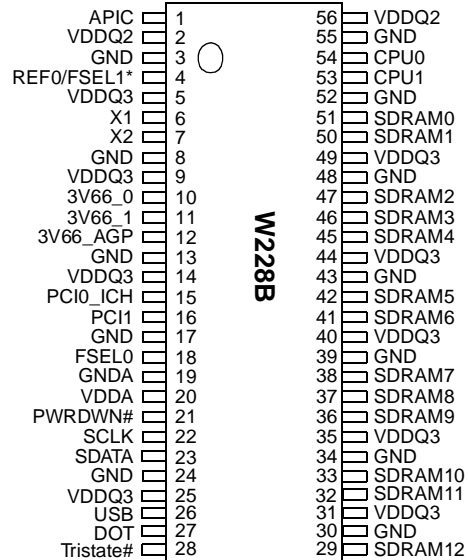 APIC 1 56 VDDQ2
VDDQ2 2 55 GND
GND 3 54 CPU0
REF0/FSEL1* 4 53 CPU1
VDDQ3 5 52 GND
X1 6 51 SDRAM0
X2 7 50 SDRAM1
GND 8 49 VDDQ3
VDDQ3 9 48 GND
3V66_0 10 47 SDRAM2
3V66_1 11 46 SDRAM3
3V66_AGP 12 45 SDRAM4
GND 13 44 VDDQ3
VDDQ3 14 43 GND
PCI0_ICH 15 42 SDRAM5
PCI1 16 41 SDRAM6
GND 17 40 VDDQ3
FSEL0 18 39 GND
GNDA 19 38 SDRAM7
VDDA 20 37 SDRAM8
PWRDWN# 21 36 SDRAM9
SCLK 22 35 VDDQ3
SDATA 23 34 GND
GND 24 33 SDRAM10
VDDQ3 25 32 SDRAM11
USB 26 31 VDDQ3
DOT 27 30 GND
Tristate# 28 29 SDRAM12
W228B